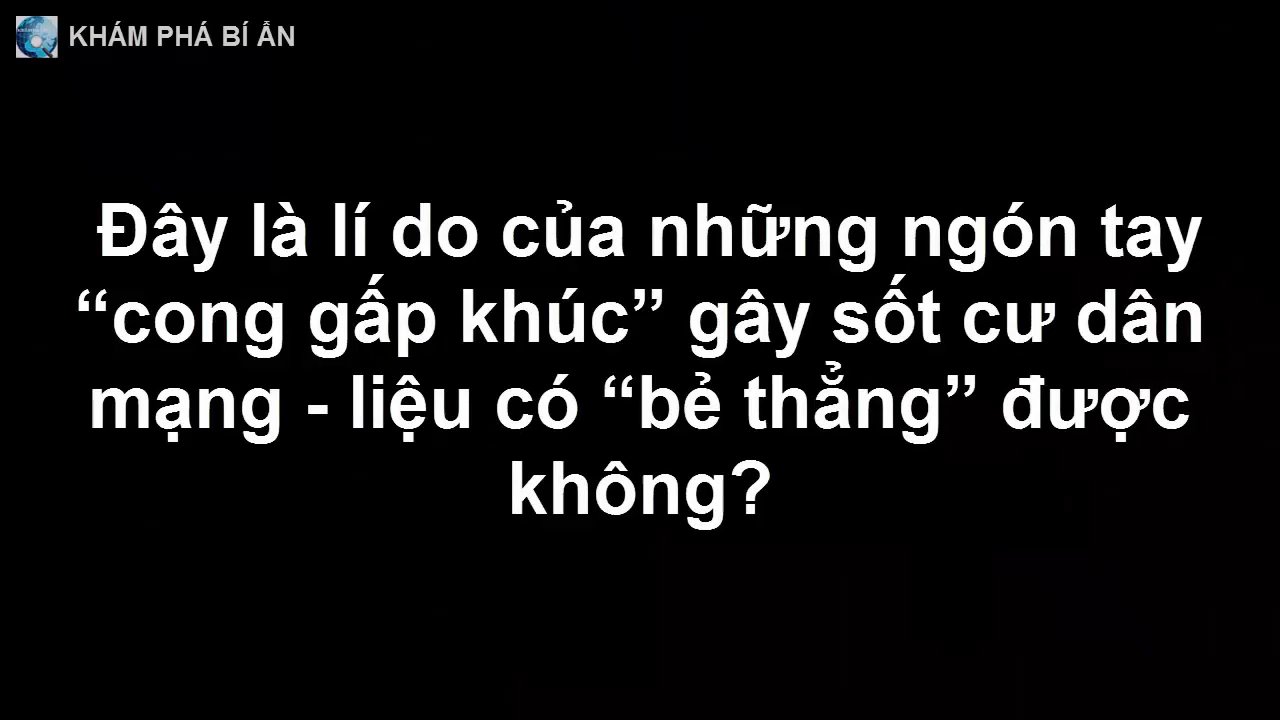 KHÁM PHÁ BÍ ẨN
Đây là lí do của những ngón tay
“cong gấp khúc” gây sốt cư dân
mạng - liệu có “bẻ thẳng” được
không?